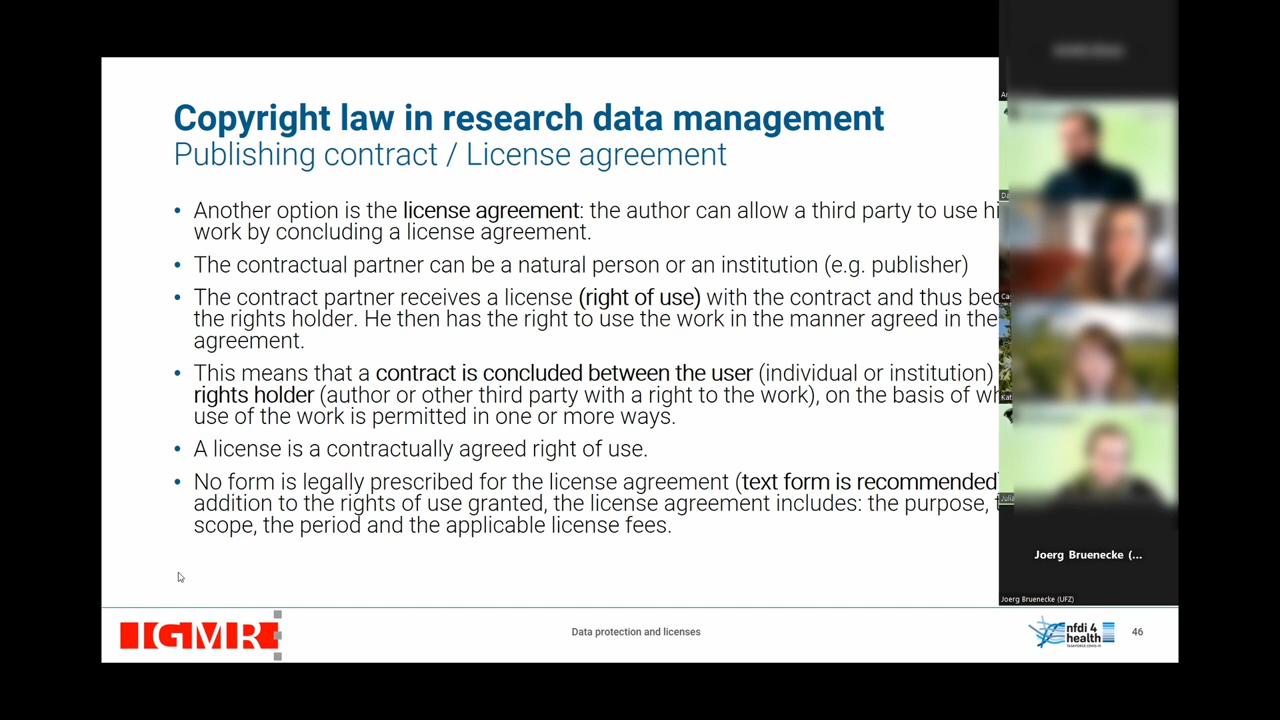 Copyright law in research data management
Publishing contract / License agreement
• Another option is the license agreement: the author can allow a third party to use
work by concluding a license agreement.
• The contractual partner can be a natural person or an institution (e.g. publisher)
• The contract partner receives a license (right of use) with the contract and thus
the rights holder. He then has the right to use the work in the manner agreed in the
agreement.
• This means that a contract is concluded between the user (individual or institution)
rights holder (author or other third party with a right to the work), on the basis of
use of the work is permitted in one or more ways.
• A license is a contractually agreed right of use.
• No form is legally prescribed for the license agreement (text form is recommended)
addition to the rights of use granted, the license agreement includes: the purpose,
scope, the period and the applicable license fees.
Joerg Bruenecke (...
Joerg Bruenecke (UFZ)
IGMR
Data protection and licenses
nfdi 4
health
TASKFORCE COVID-19
46